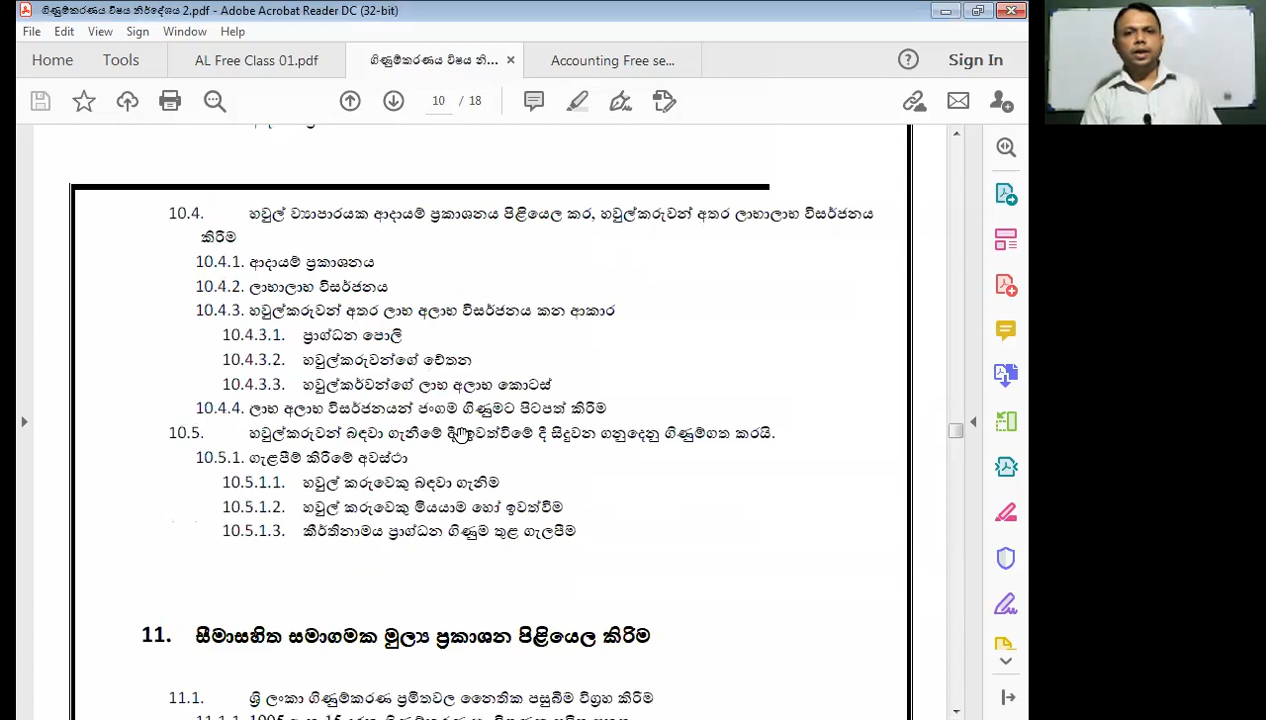 ගිණුම්කරණය විෂය නිර්දේශය 2.pdf - Adobe Acrobat Reader DC (32-bit)
File Edit View Sign Window Help
Home Tools AL Free Class 01.pdf ගිණුම්කරණය විෂය නි... Accounting Free se... Sign In
10 / 18
10.4. හවුල් ව්‍යාපාරයක ආදායම් ප්‍රකාශනය පිළියෙල කර, හවුල්කරුවන් අතර ලාභාලාභ විසර්ජනය
කිරීම
10.4.1. ආදායම් ප්‍රකාශනය
10.4.2. ලාභාලාභ විසර්ජනය
10.4.3. හවුල්කරුවන් අතර ලාභ අලාභ විසර්ජනය කන ආකාර
10.4.3.1. ප්‍රාග්ධන පොලි
10.4.3.2. හවුල්කරුවන්ගේ වේතන
10.4.3.3. හවුල්කර්වන්ගේ ලාභ අලාභ කොටස්
10.4.4. ලාභ අලාභ විසර්ජනයන් ජංගම ගිණුමට පිටපත් කිරීම
10.5. හවුල්කරුවන් බඳවා ගැනීමේ දී ඉවත්වීමේ දී සිදුවන ගනුදෙනු ගිණුම්ගත කරයි.
10.5.1. ගැළපීම් කිරීමේ අවස්ථා
10.5.1.1. හවුල් කරුවෙකු බඳවා ගැනිම
10.5.1.2. හවුල් කරුවෙකු මියයාම හෝ ඉවත්වීම
10.5.1.3. කීර්තිනාමය ප්‍රාග්ධන ගිණුම තුළ ගැලපීම
11. සීමාසහිත සමාගමක මුල්‍ය ප්‍රකාශන පිළියෙල කිරීම
11.1. ශ්‍රි ලංකා ගිණුම්කරණ ප්‍රමිතවල නෛතික පසුබිම විග්‍රහ කිරීම